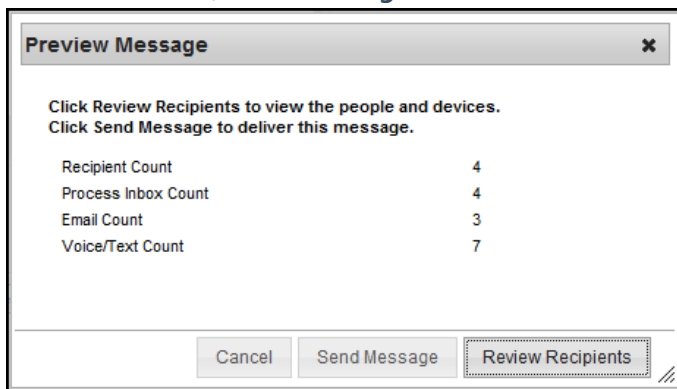 Preview Message
Click Review Recipients to view the people and devices.
Click Send Message to deliver this message.
Recipient Count 4
Process Inbox Count 4
Email Count 3
Voice/Text Count 7
Cancel Send Message Review Recipients